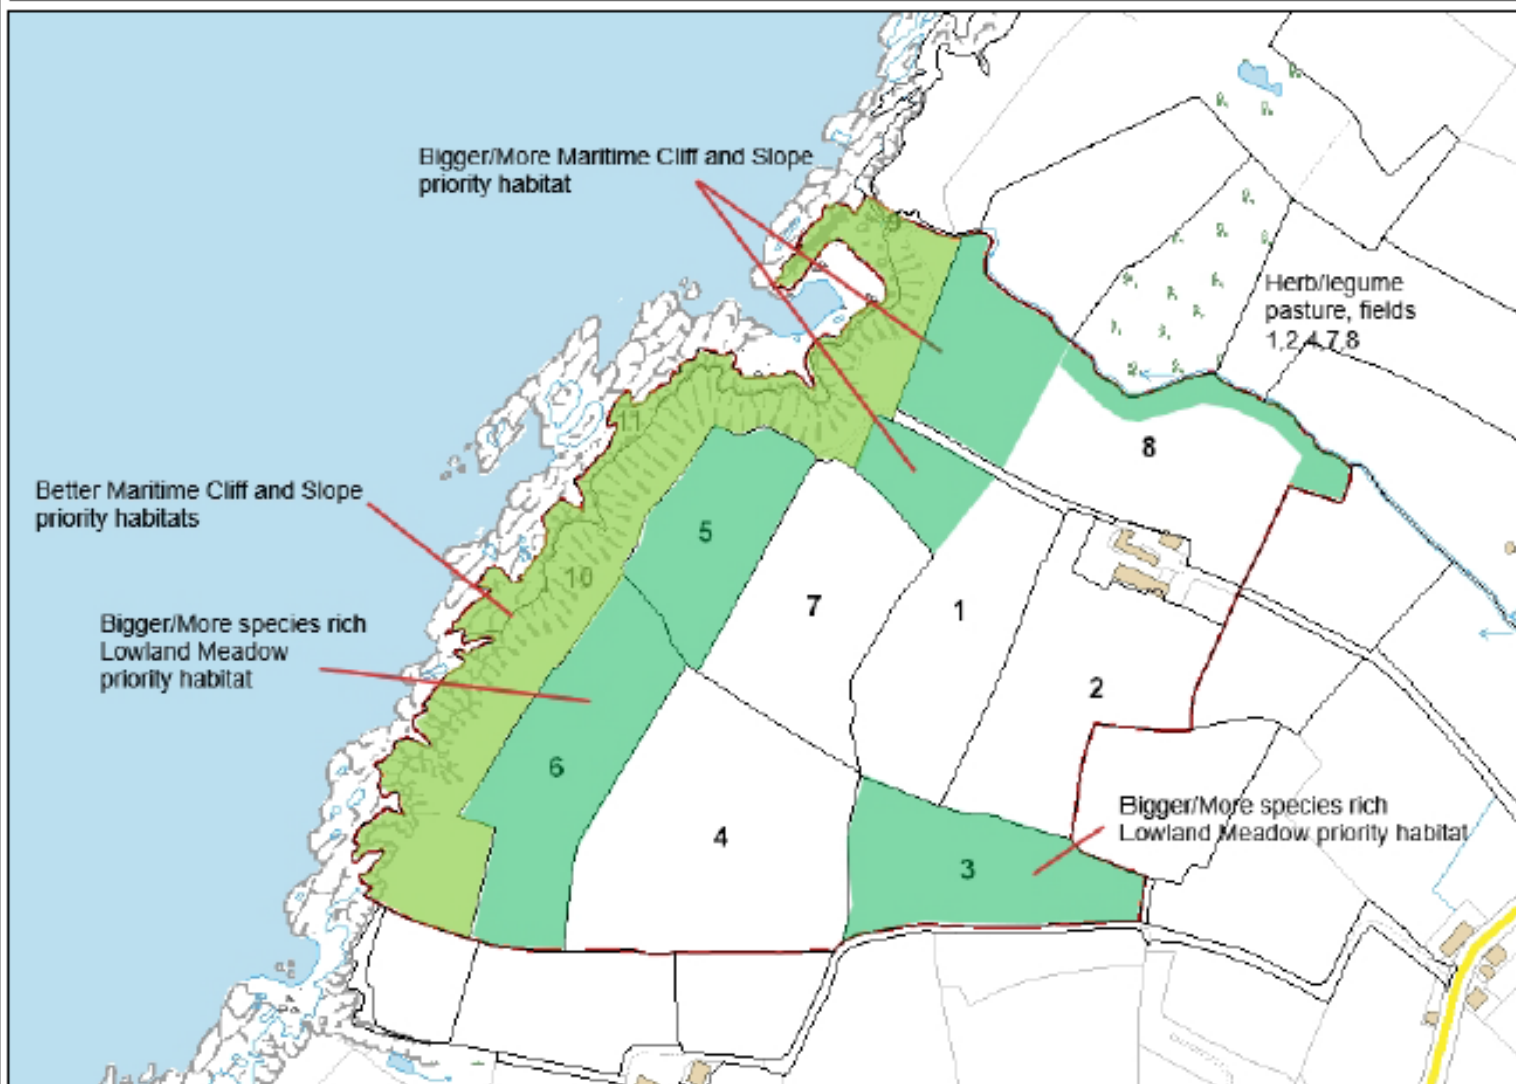 Bigger/More Maritime Cliff and Slope
priority habitat
9
Herb/legume
pasture, fields
1,2,4,7,8
11
8
Better Maritime Cliff and Slope
priority habitats
5
10
7
1
Bigger/More species rich
Lowland Meadow
priority habitat
2
6
Bigger/More species rich
Lowland Meadow priority habitat
4
3